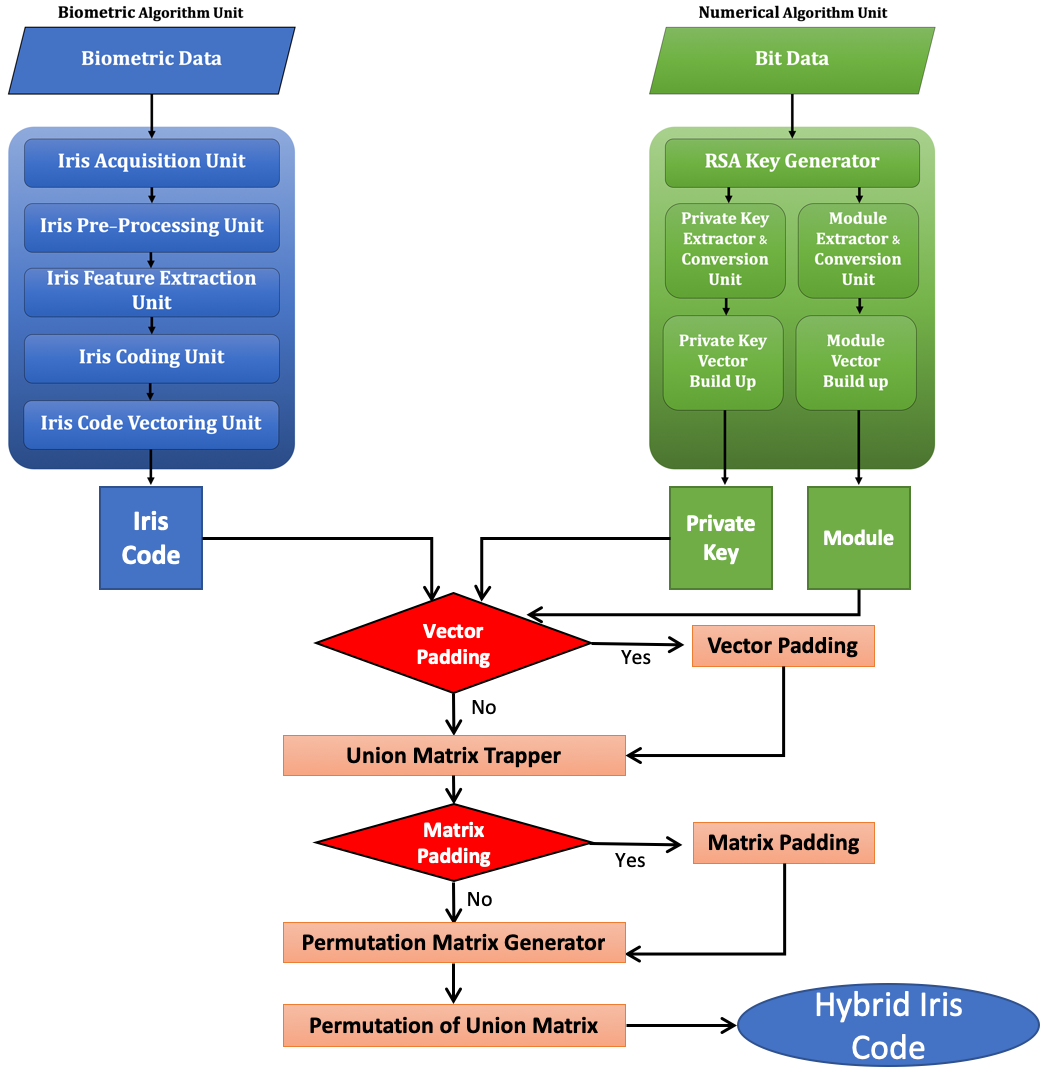 Biometric Algorithm Unit
Biometric Data
Iris Acquisition Unit
Iris Pre–Processing Unit
Iris Feature Extraction
Unit
Iris Coding Unit
Iris Code Vectoring Unit
Iris
Code
Numerical Algorithm Unit
Bit Data
RSA Key Generator
Private Key
Extractor &
Conversion
Unit
Module
Extractor &
Conversion
Unit
Private Key
Vector
Build Up
Module
Vector
Build up
Private
Key
Module
Vector
Padding
Yes
Vector Padding
No
Union Matrix Trapper
Matrix
Padding
Yes
Matrix Padding
No
Permutation Matrix Generator
Permutation of Union Matrix
Hybrid Iris
Code